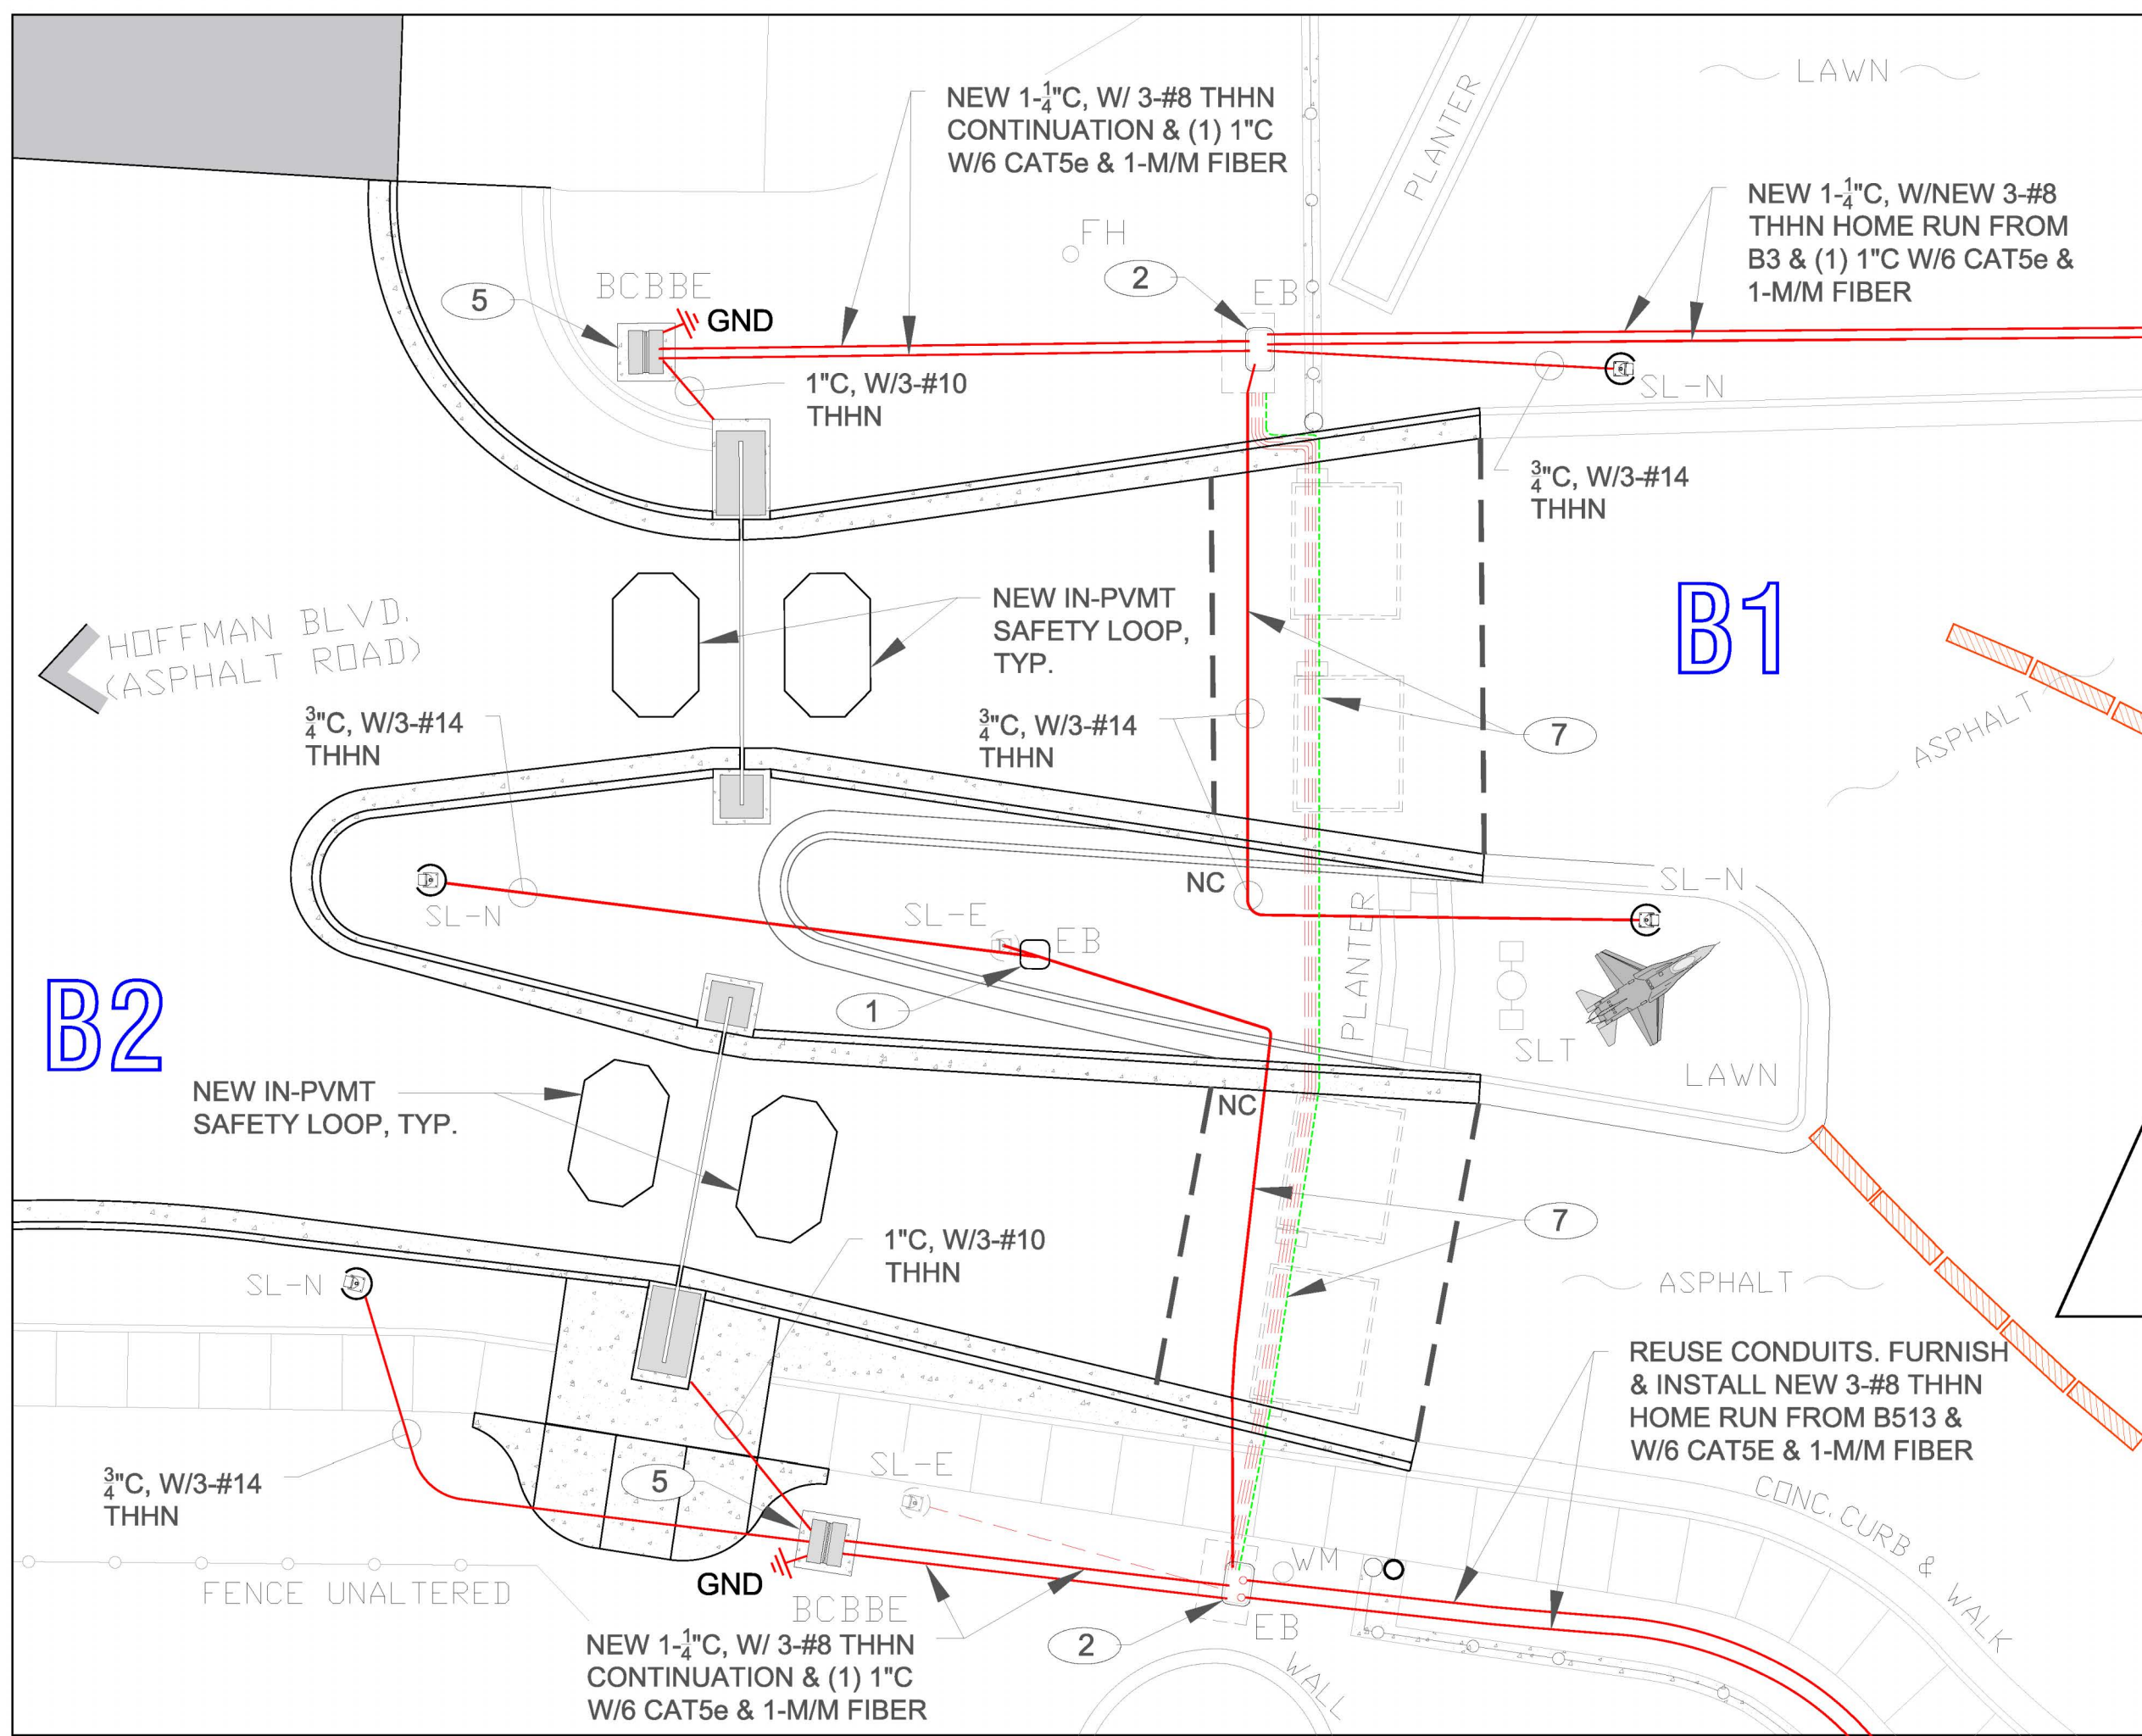 LAWN
NEW 1-1/4"C, W/ 3-#8 THHN
CONTINUATION & (1) 1"C
W/6 CAT5e & 1-M/M FIBER
PLANTER
NEW 1-1/4"C, W/NEW 3-#8
THHN HOME RUN FROM
B3 & (1) 1"C W/6 CAT5e &
1-M/M FIBER
FH
2
EB
BCBBE
5
GND
1"C, W/3-#10
THHN
SL-N
3/4"C, W/3-#14
THHN
NEW IN-PVMT
SAFETY LOOP,
TYP.
B1
HOFFMAN BLVD.
(ASPHALT ROAD)
3/4"C, W/3-#14
THHN
3/4"C, W/3-#14
THHN
7
ASPHALT
NC
SL-N
SL-N
SL-E
EB
PLANTER
1
SLT
LAWN
B2
NEW IN-PVMT
SAFETY LOOP, TYP.
NC
7
1"C, W/3-#10
THHN
SL-N
ASPHALT
REUSE CONDUITS. FURNISH
& INSTALL NEW 3-#8 THHN
HOME RUN FROM B513 &
W/6 CAT5E & 1-M/M FIBER
3/4"C, W/3-#14
THHN
5
SL-E
CONC. CURB & WALK
FENCE UNALTERED
GND
BCBBE
WM
EB
2
WALL
NEW 1-1/4"C, W/ 3-#8 THHN
CONTINUATION & (1) 1"C
W/6 CAT5e & 1-M/M FIBER